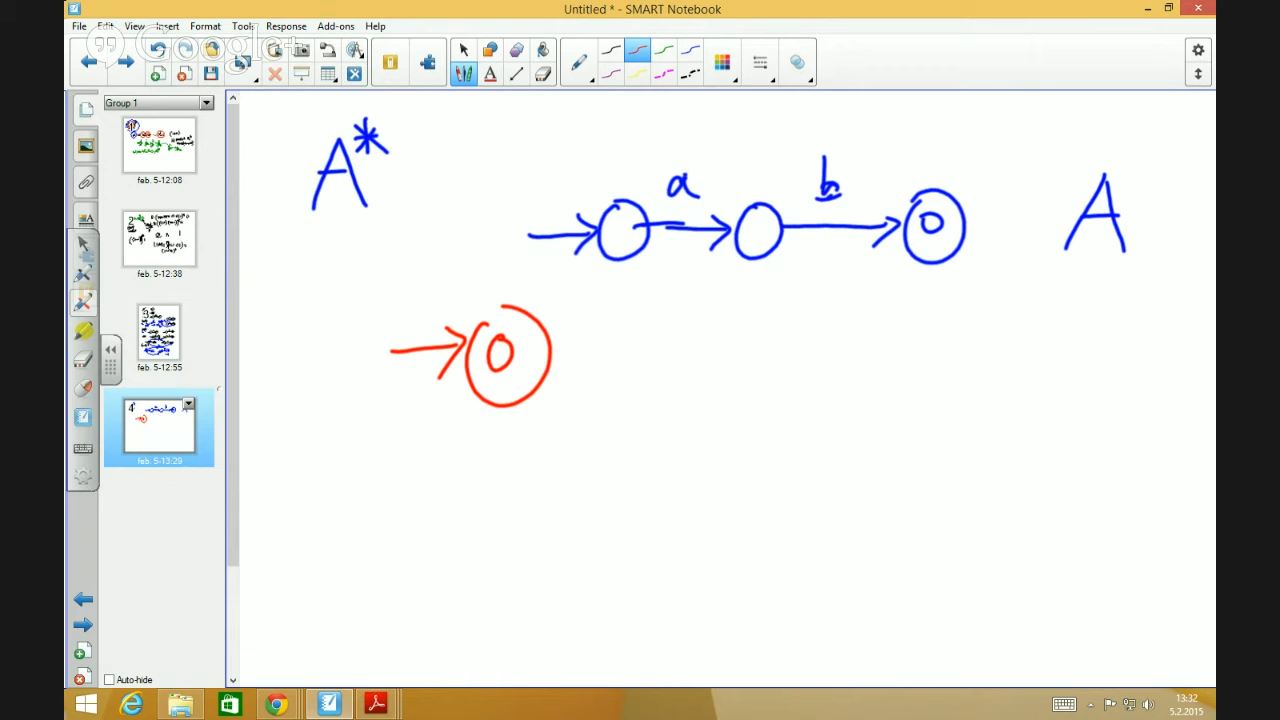 Untitled * - SMART Notebook
File Edit View Insert Format Tools Extras Response Add-ons Help
Google+
Group 1
feb. 5-12:08
feb. 5-12:38
feb. 5-12:55
feb. 5-13:29
A*
a
b
A
Auto-hide
13:32
5.2.2015